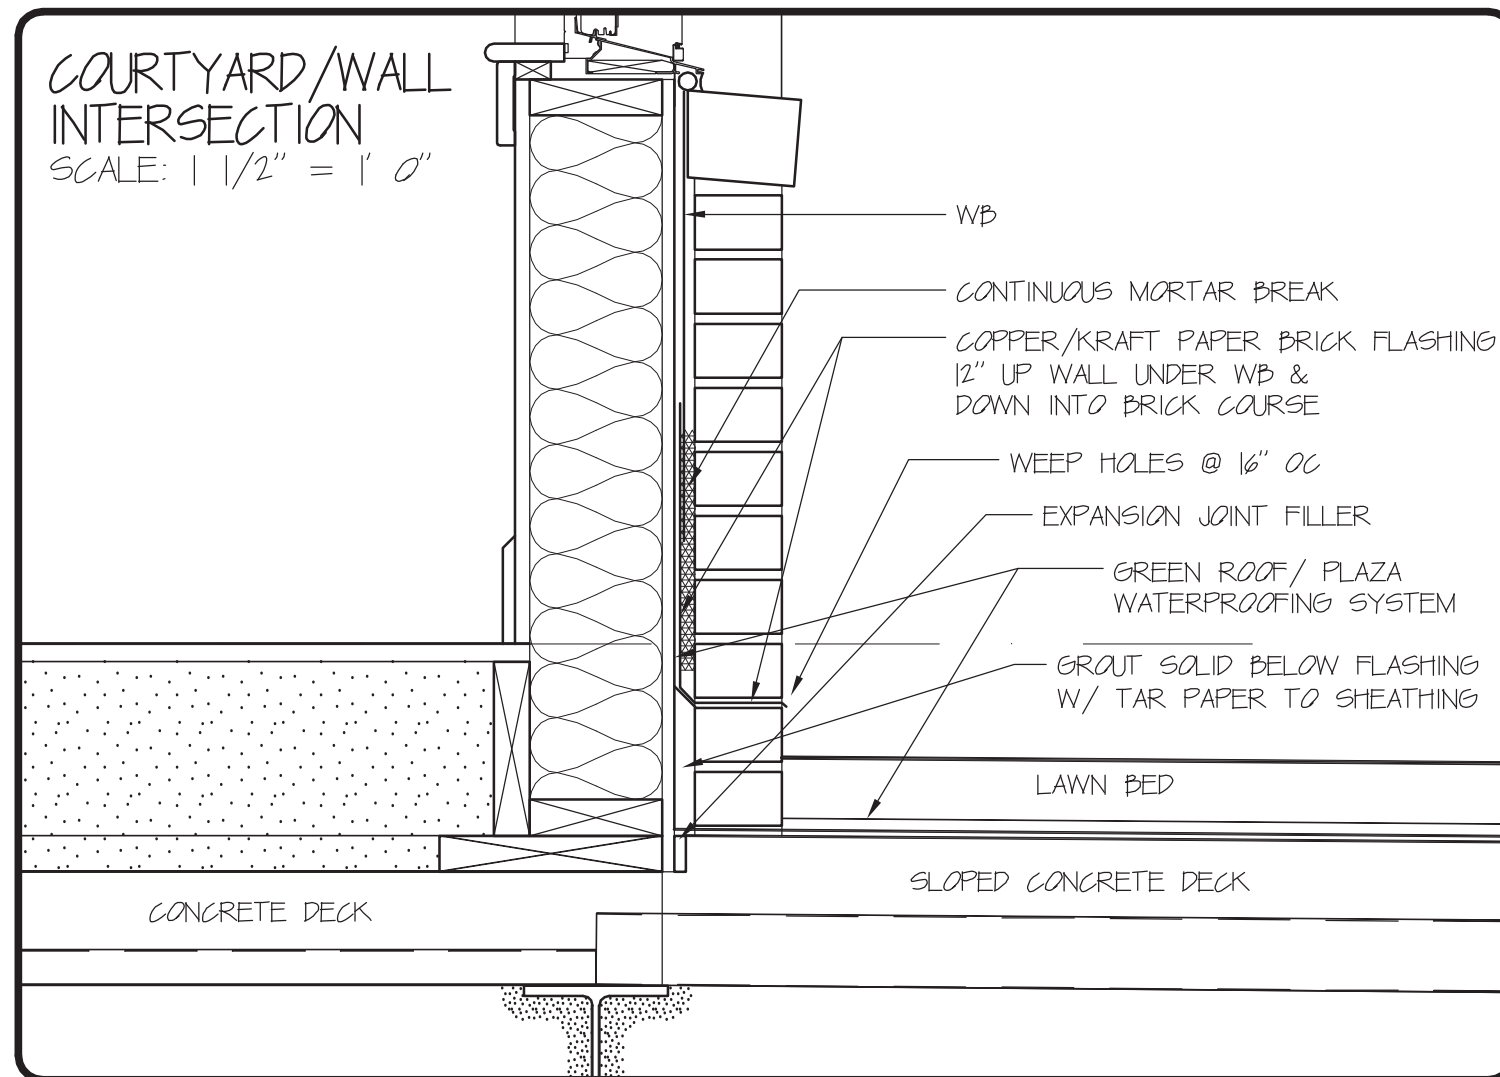 COURTYARD/WALL
INTERSECTION
SCALE: 1 1/2" = 1' 0"
WB
CONTINUOUS MORTAR BREAK
COPPER/KRAFT PAPER BRICK FLASHING
12" UP WALL UNDER WB &
DOWN INTO BRICK COURSE
WEEP HOLES @ 16" OC
EXPANSION JOINT FILLER
GREEN ROOF/ PLAZA
WATERPROOFING SYSTEM
GROUT SOLID BELOW FLASHING
W/ TAR PAPER TO SHEATHING
LAWN BED
SLOPED CONCRETE DECK
CONCRETE DECK